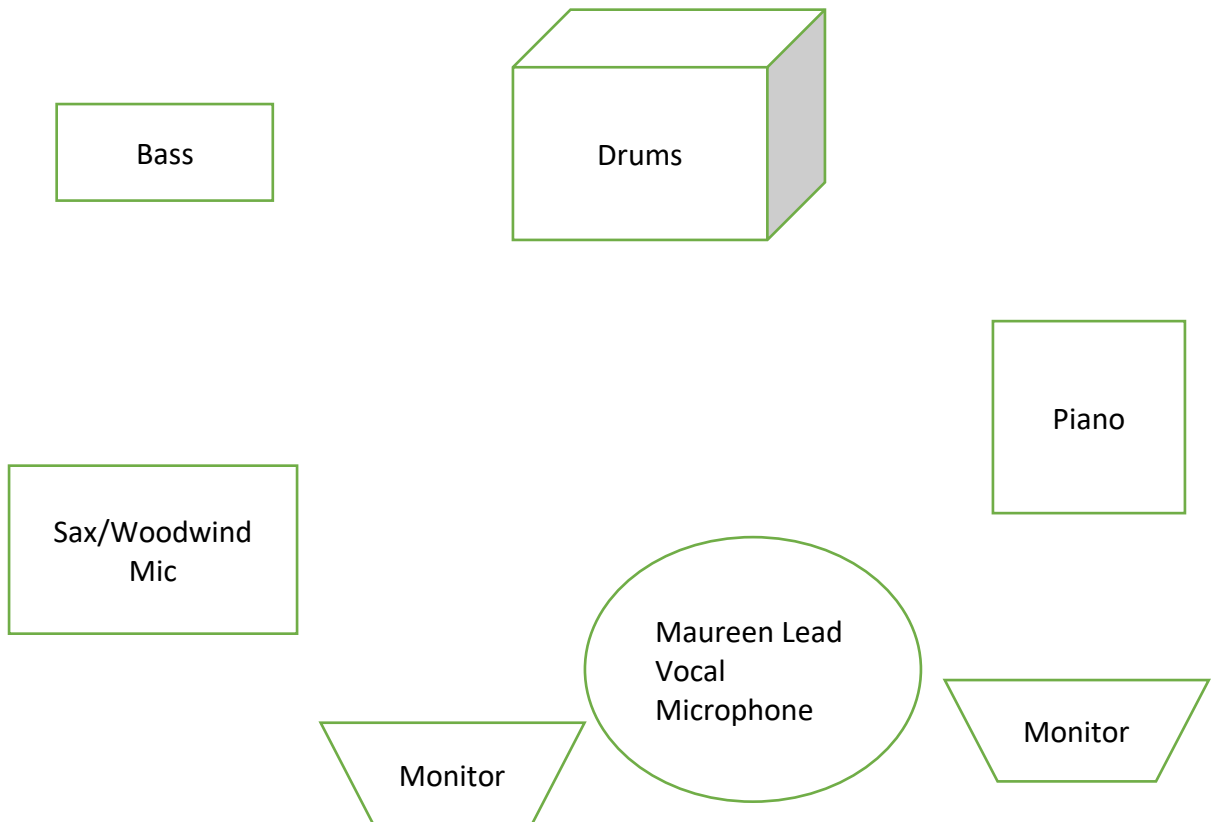 Bass
Drums
Piano
Sax/Woodwind
Mic
Maureen Lead
Vocal
Microphone
Monitor
Monitor